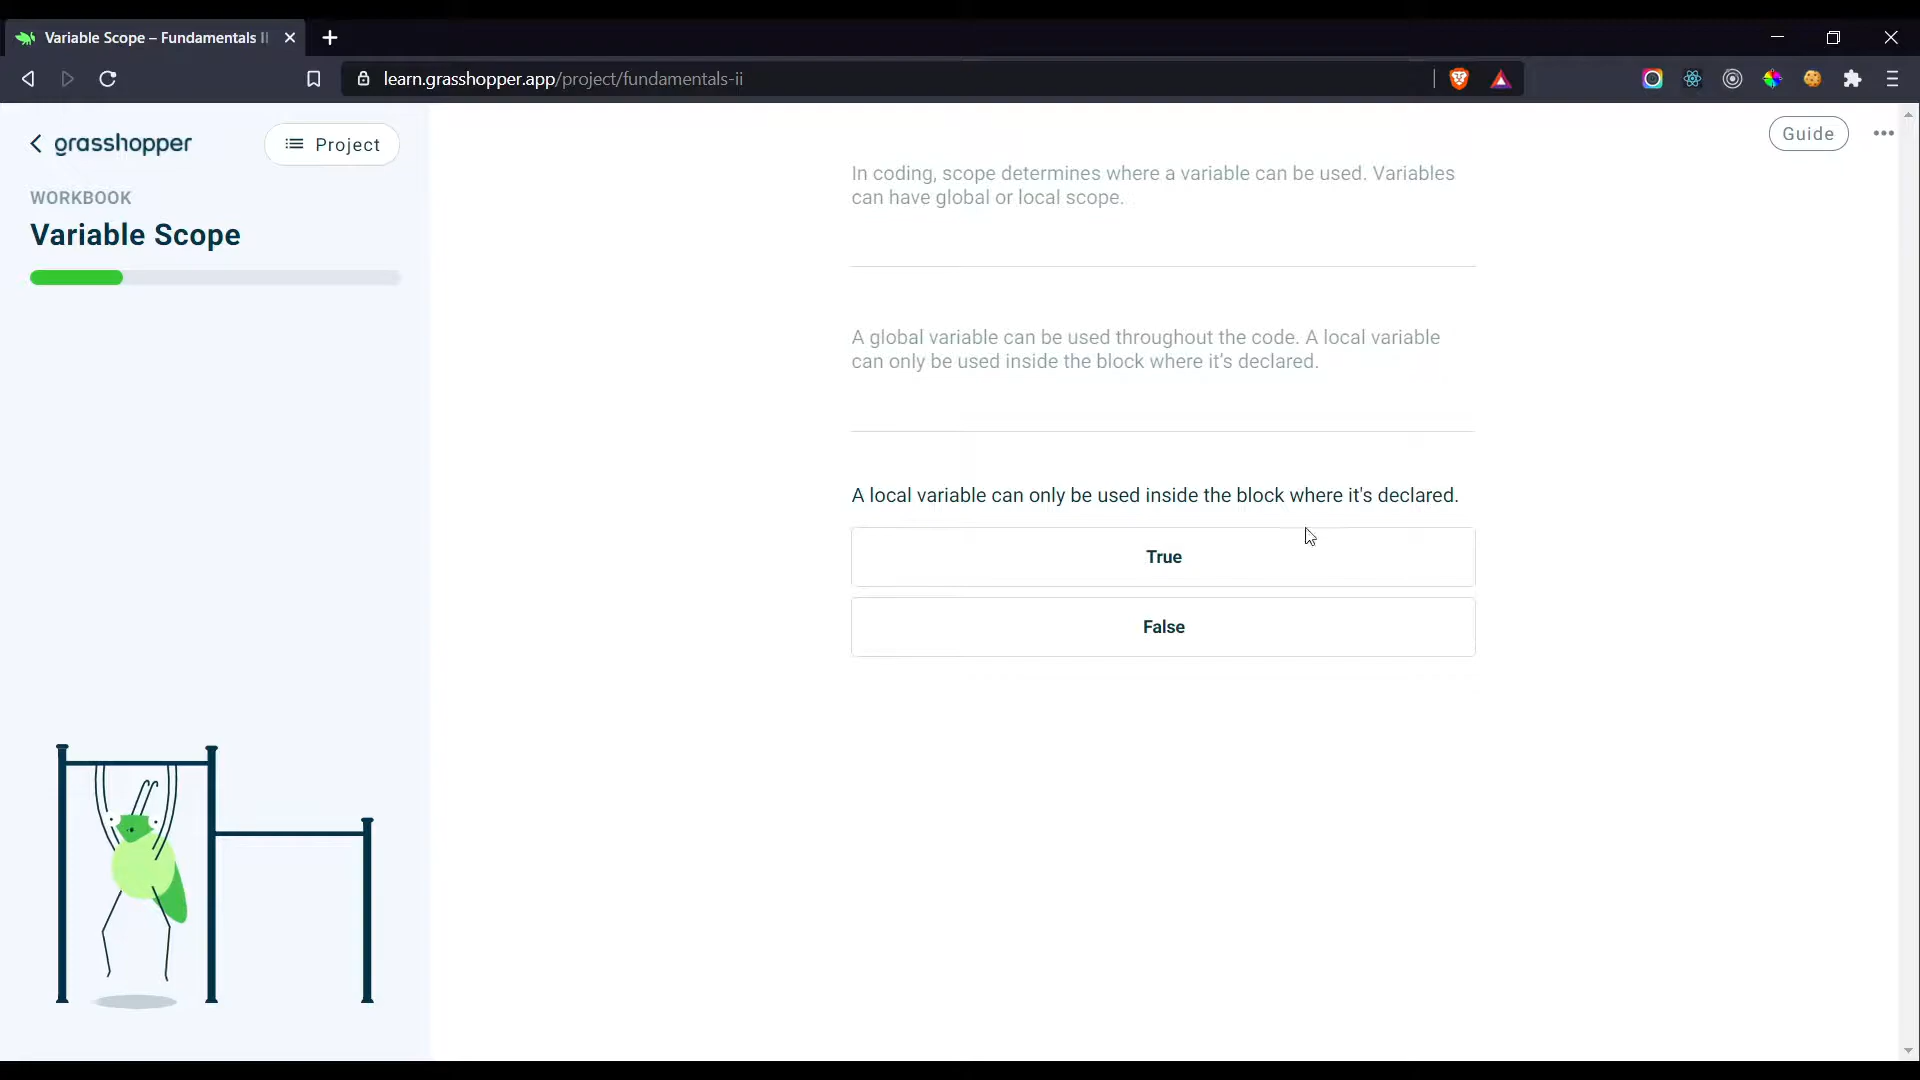 Variable Scope – Fundamentals II
learn.grasshopper.app/project/fundamentals-ii
grasshopper
Project
Guide
WORKBOOK
Variable Scope
In coding, scope determines where a variable can be used. Variables
can have global or local scope.
A global variable can be used throughout the code. A local variable
can only be used inside the block where it's declared.
A local variable can only be used inside the block where it's declared.
True
False